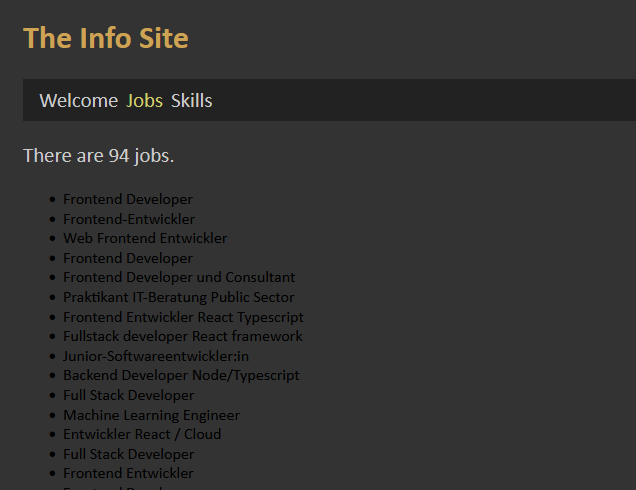 The Info Site
Welcome Jobs Skills
There are 94 jobs.
Frontend Developer
Frontend-Entwickler
Web Frontend Entwickler
Frontend Developer
Frontend Developer und Consultant
Praktikant IT-Beratung Public Sector
Frontend Entwickler React Typescript
Fullstack developer React framework
Junior-Softwareentwickler:in
Backend Developer Node/Typescript
Full Stack Developer
Machine Learning Engineer
Entwickler React / Cloud
Full Stack Developer
Frontend Entwickler